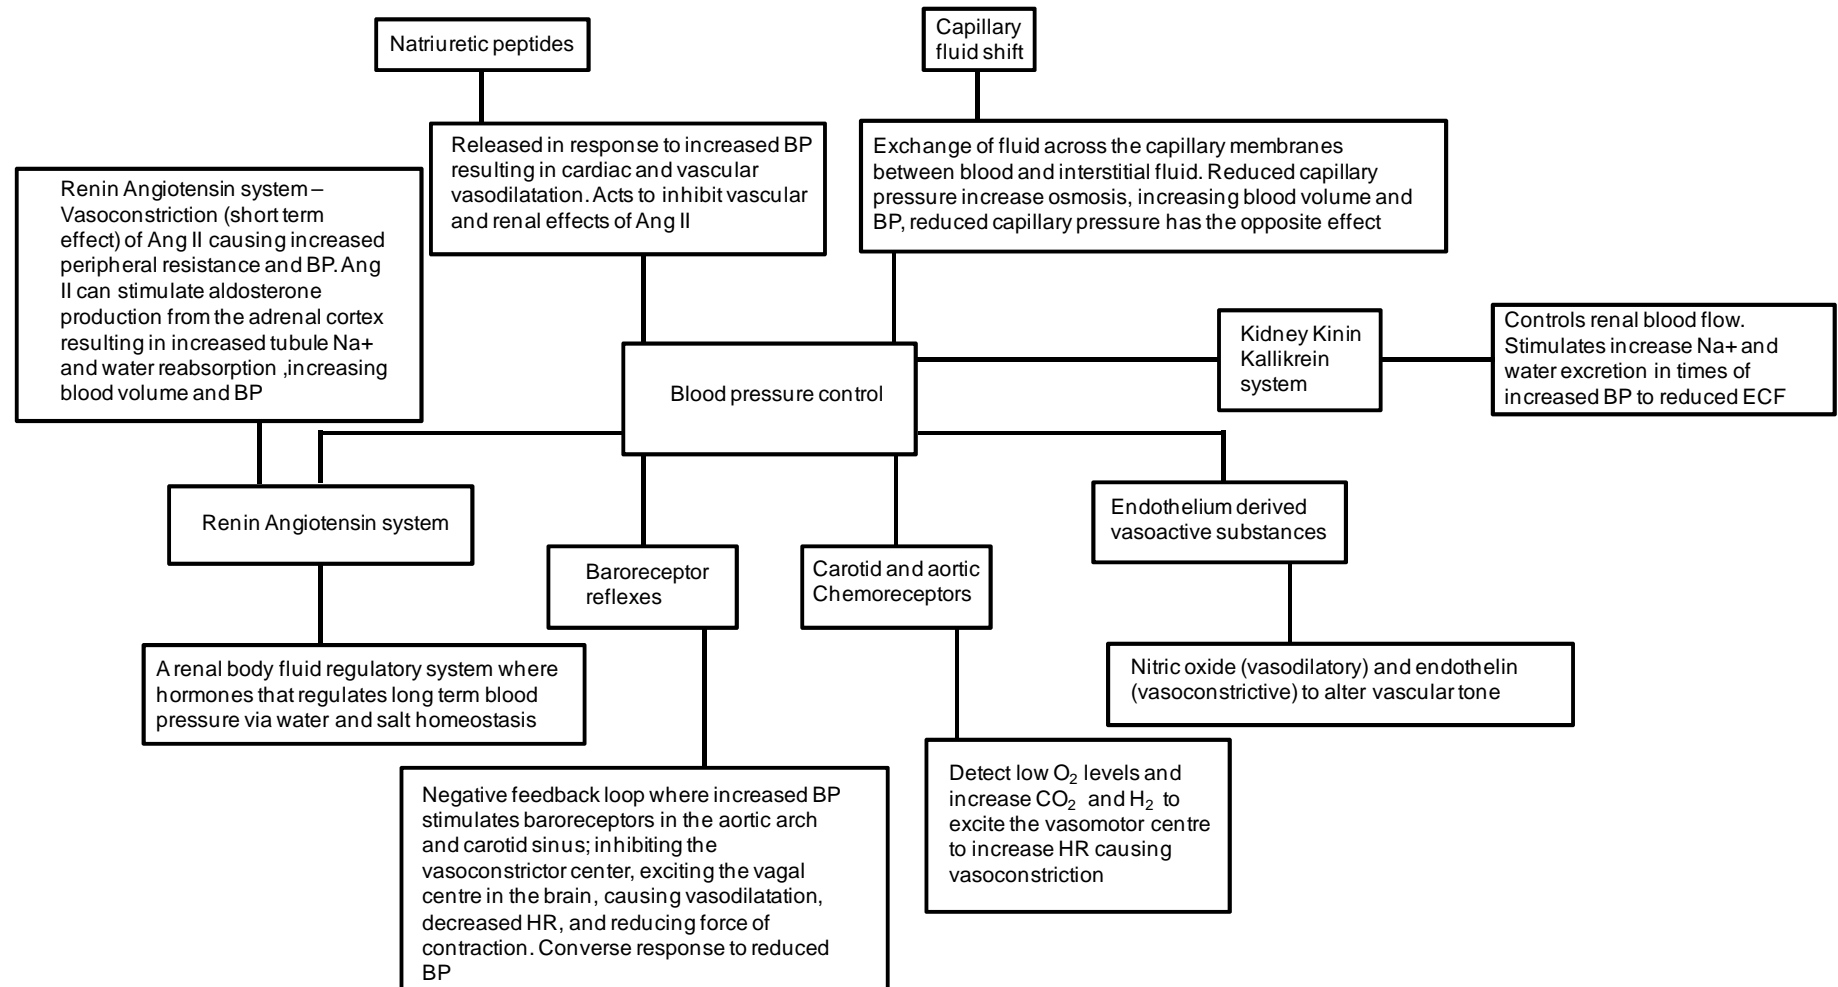 Natriuretic peptides
Capillary
fluid shift
Released in response to increased BP
resulting in cardiac and vascular
vasodilatation. Acts to inhibit vascular
and renal effects of Ang II
Exchange of fluid across the capillary membranes
between blood and interstitial fluid. Reduced capillary
pressure increase osmosis, increasing blood volume and
BP, reduced capillary pressure has the opposite effect
Renin Angiotensin system –
Vasoconstriction (short term
effect) of Ang II causing increased
peripheral resistance and BP. Ang
II can stimulate aldosterone
production from the adrenal cortex
resulting in increased tubule Na+
and water reabsorption ,increasing
blood volume and BP
Kidney Kinin
Kallikrein
system
Controls renal blood flow.
Stimulates increase Na+ and
water excretion in times of
increased BP to reduced ECF
Blood pressure control
Renin Angiotensin system
Baroreceptor
reflexes
Carotid and aortic
Chemoreceptors
Endothelium derived
vasoactive substances
A renal body fluid regulatory system where
hormones that regulates long term blood
pressure via water and salt homeostasis
Nitric oxide (vasodilatory) and endothelin
(vasoconstrictive) to alter vascular tone
Negative feedback loop where increased BP
stimulates baroreceptors in the aortic arch
and carotid sinus; inhibiting the
vasoconstrictor center, exciting the vagal
centre in the brain, causing vasodilatation,
decreased HR, and reducing force of
contraction. Converse response to reduced
BP
Detect low O₂ levels and
increase CO₂ and H₂ to
excite the vasomotor centre
to increase HR causing
vasoconstriction